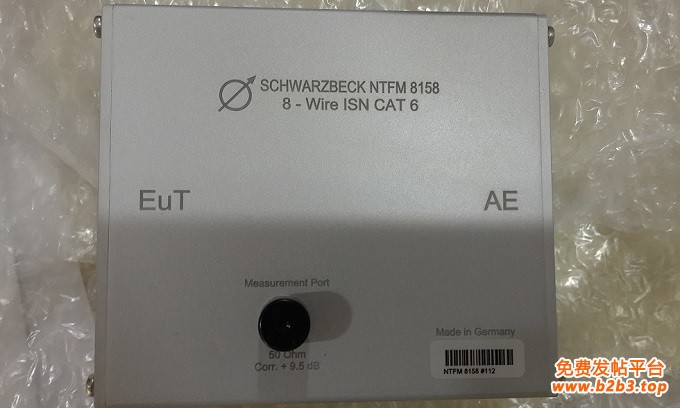 SCHWARZBECK NTFM 8158
8 - Wire ISN CAT 6
EuT
AE
Measurement Port
50 Ohm
Corr. + 9.5 dB
Made in Germany
NTFM 8158 #112
免费发帖平台
www.b2b3.top